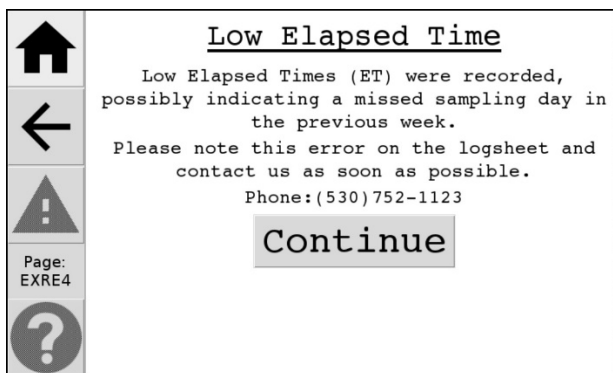 Low Elapsed Time
Low Elapsed Times (ET) were recorded,
possibly indicating a missed sampling day in
the previous week.
Please note this error on the logsheet and
contact us as soon as possible.
Phone:(530)752-1123
Continue
!
Page:
EXRE4
?